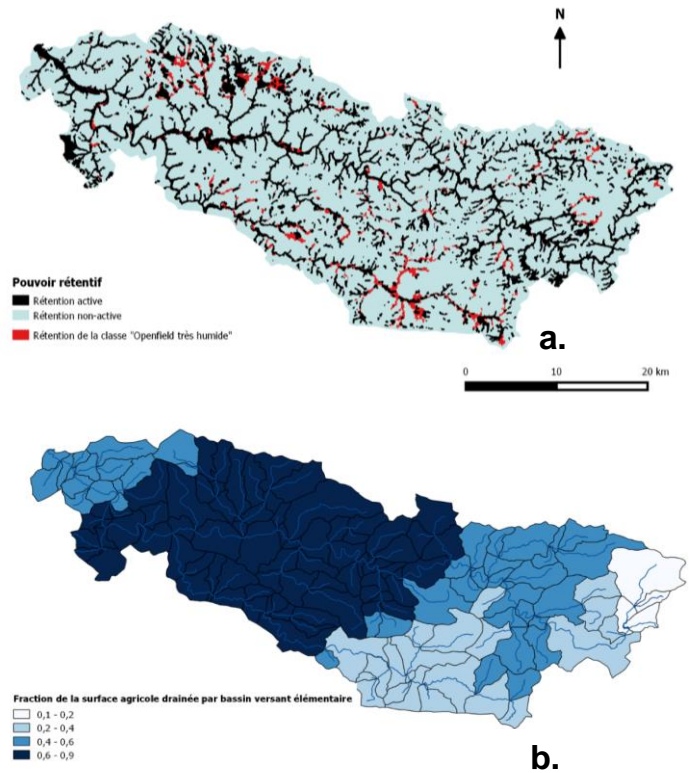 N
Pouvoir rétentif
Rétention active
Rétention non-active
Rétention de la classe "Openfield très humide"
a.
0 10 20 km
Fraction de la surface agricole drainée par bassin versant élémentaire
0,1 - 0,2
0,2 - 0,4
0,4 - 0,6
0,6 - 0,9
b.